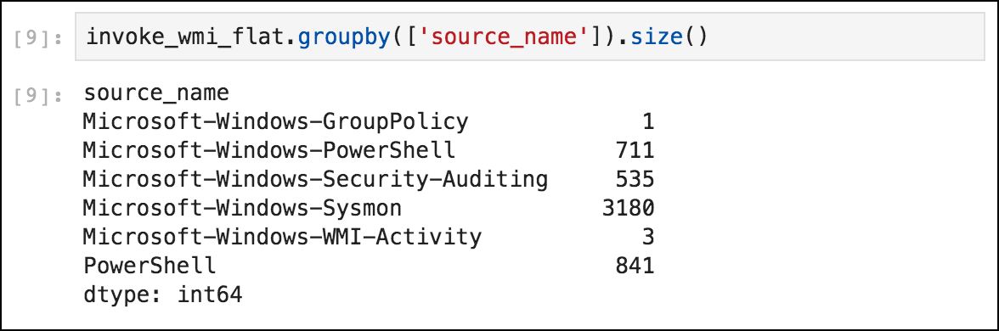 [9]: invoke_wmi_flat.groupby(['source_name']).size()
[9]: source_name
Microsoft-Windows-GroupPolicy 1
Microsoft-Windows-PowerShell 711
Microsoft-Windows-Security-Auditing 535
Microsoft-Windows-Sysmon 3180
Microsoft-Windows-WMI-Activity 3
PowerShell 841
dtype: int64